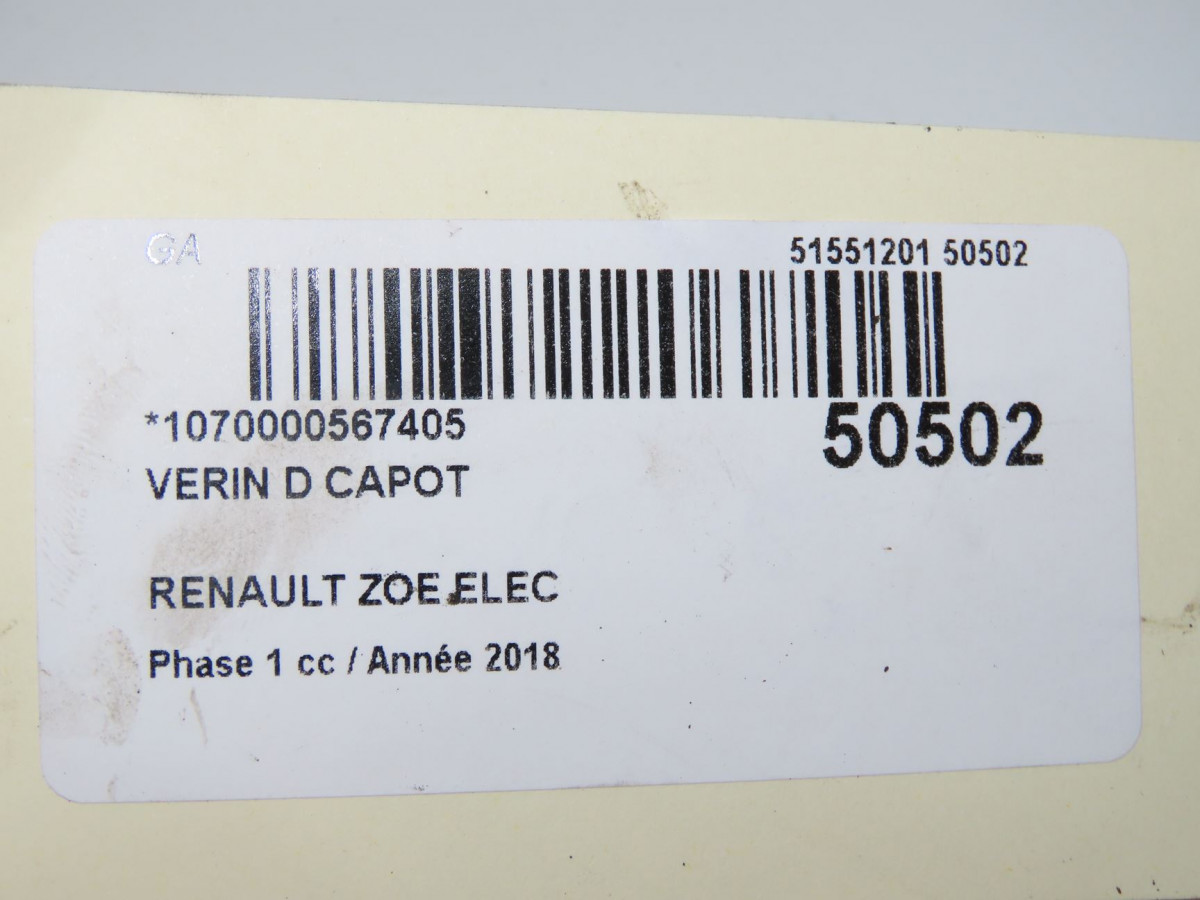 GA
51551201 50502
*1070000567405
50502
VERIN D CAPOT
RENAULT ZOE ELEC
Phase 1 cc / Année 2018